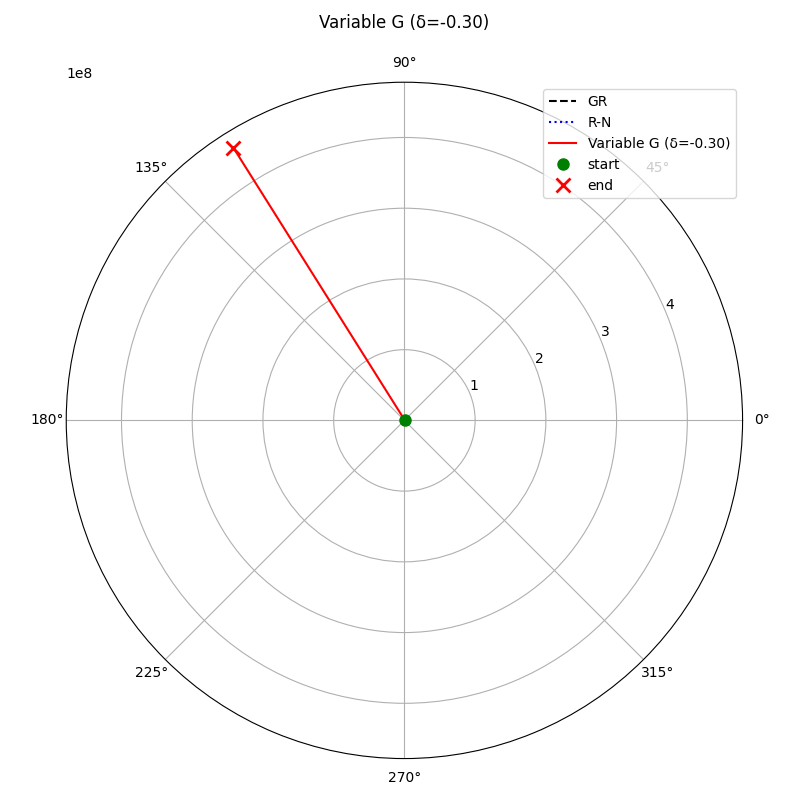 Variable G (δ=-0.30)
1e8
90°
GR
R-N
Variable G (δ=-0.30)
start
end
135°
45°
4
3
2
1
180°
0°
225°
315°
270°